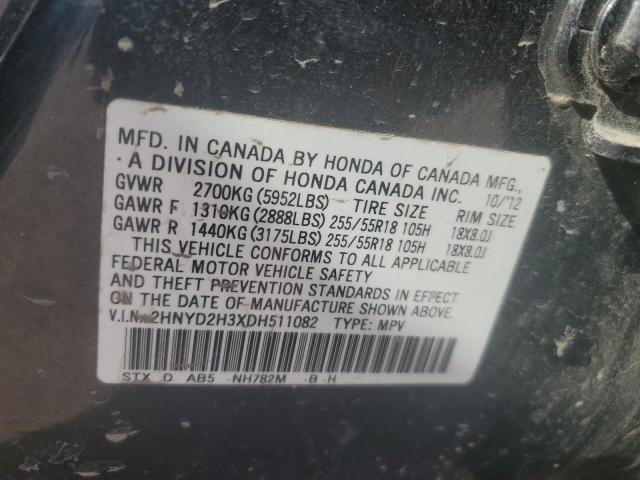 MFD. IN CANADA BY HONDA OF CANADA MFG.,
A DIVISION OF HONDA CANADA INC. 10/'12
GVWR 2700KG(5952LBS) TIRE SIZE RIM SIZE
GAWR F 1310KG(2888LBS) 255/55R18 105H 18X8.0J
GAWR R 1440KG(3175LBS) 255/55R18 105H 18X8.0J
THIS VEHICLE CONFORMS TO ALL APPLICABLE
FEDERAL MOTOR VEHICLE SAFETY
AND THEFT PREVENTION STANDARDS IN EFFECT
ON THE DATE OF MANUFACTURE SHOWN ABOVE.
V.I.N.: 2HNYD2H3XDH511082 TYPE: MPV
STX D AB5 -NH782M -B -H